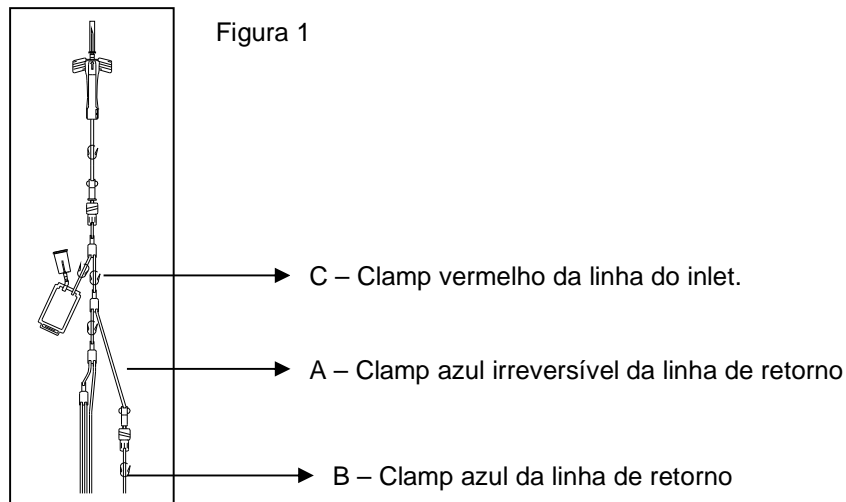 Figura 1
C – Clamp vermelho da linha do inlet.
A – Clamp azul irreversível da linha de retorno
B – Clamp azul da linha de retorno